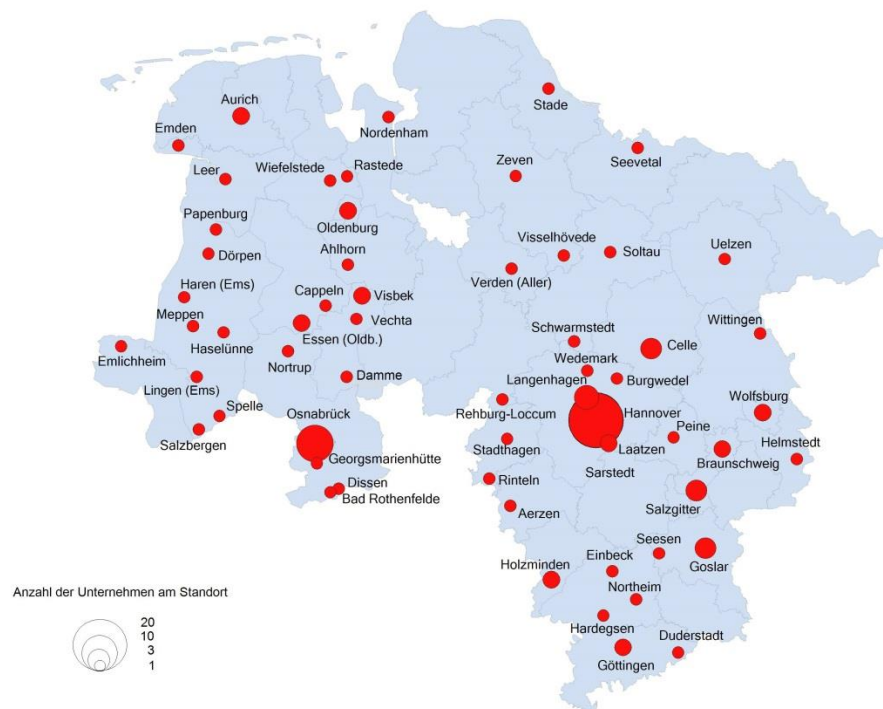 Stade
Aurich
Nordenham
Emden
Seevetal
Zeven
Wiefelstede
Rastede
Leer
Papenburg
Oldenburg
Visselhövede
Soltau
Uelzen
Dörpen
Ahlhorn
Verden (Aller)
Haren (Ems)
Cappeln
Visbek
Meppen
Vechta
Schwarmstedt
Wittingen
Haselünne
Essen (Oldb.)
Celle
Emlichheim
Nortrup
Wedemark
Damme
Langenhagen
Burgwedel
Lingen (Ems)
Wolfsburg
Spelle
Osnabrück
Rehburg-Loccum
Hannover
Peine
Salzbergen
Stadthagen
Laatzen
Helmstedt
Georgsmarienhütte
Sarstedt
Braunschweig
Dissen
Rinteln
Bad Rothenfelde
Aerzen
Salzgitter
Seesen
Einbeck
Holzminden
Goslar
Northeim
Anzahl der Unternehmen am Standort
20
10
3
1
Hardegsen
Duderstadt
Göttingen